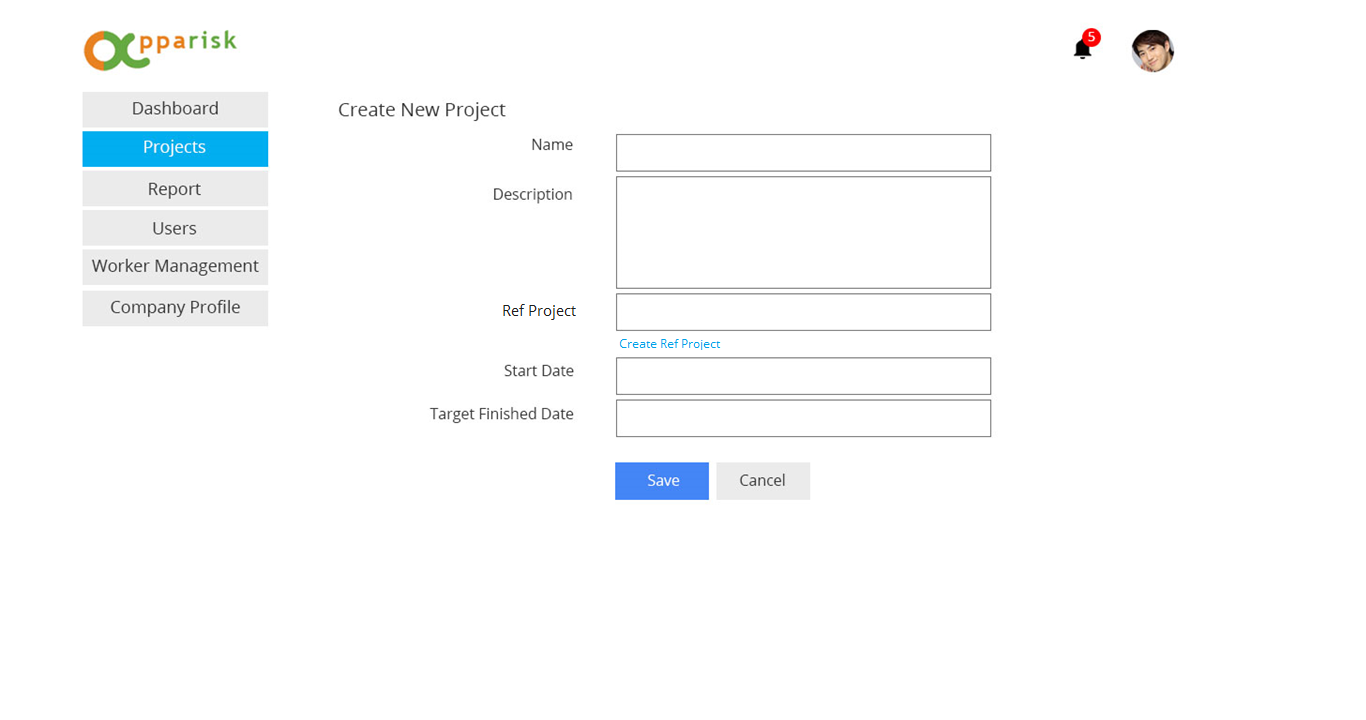 pparisk
5
Dashboard
Projects
Report
Users
Worker Management
Company Profile
Create New Project
Name
Description
Ref Project
Create Ref Project
Start Date
Target Finished Date
Save
Cancel